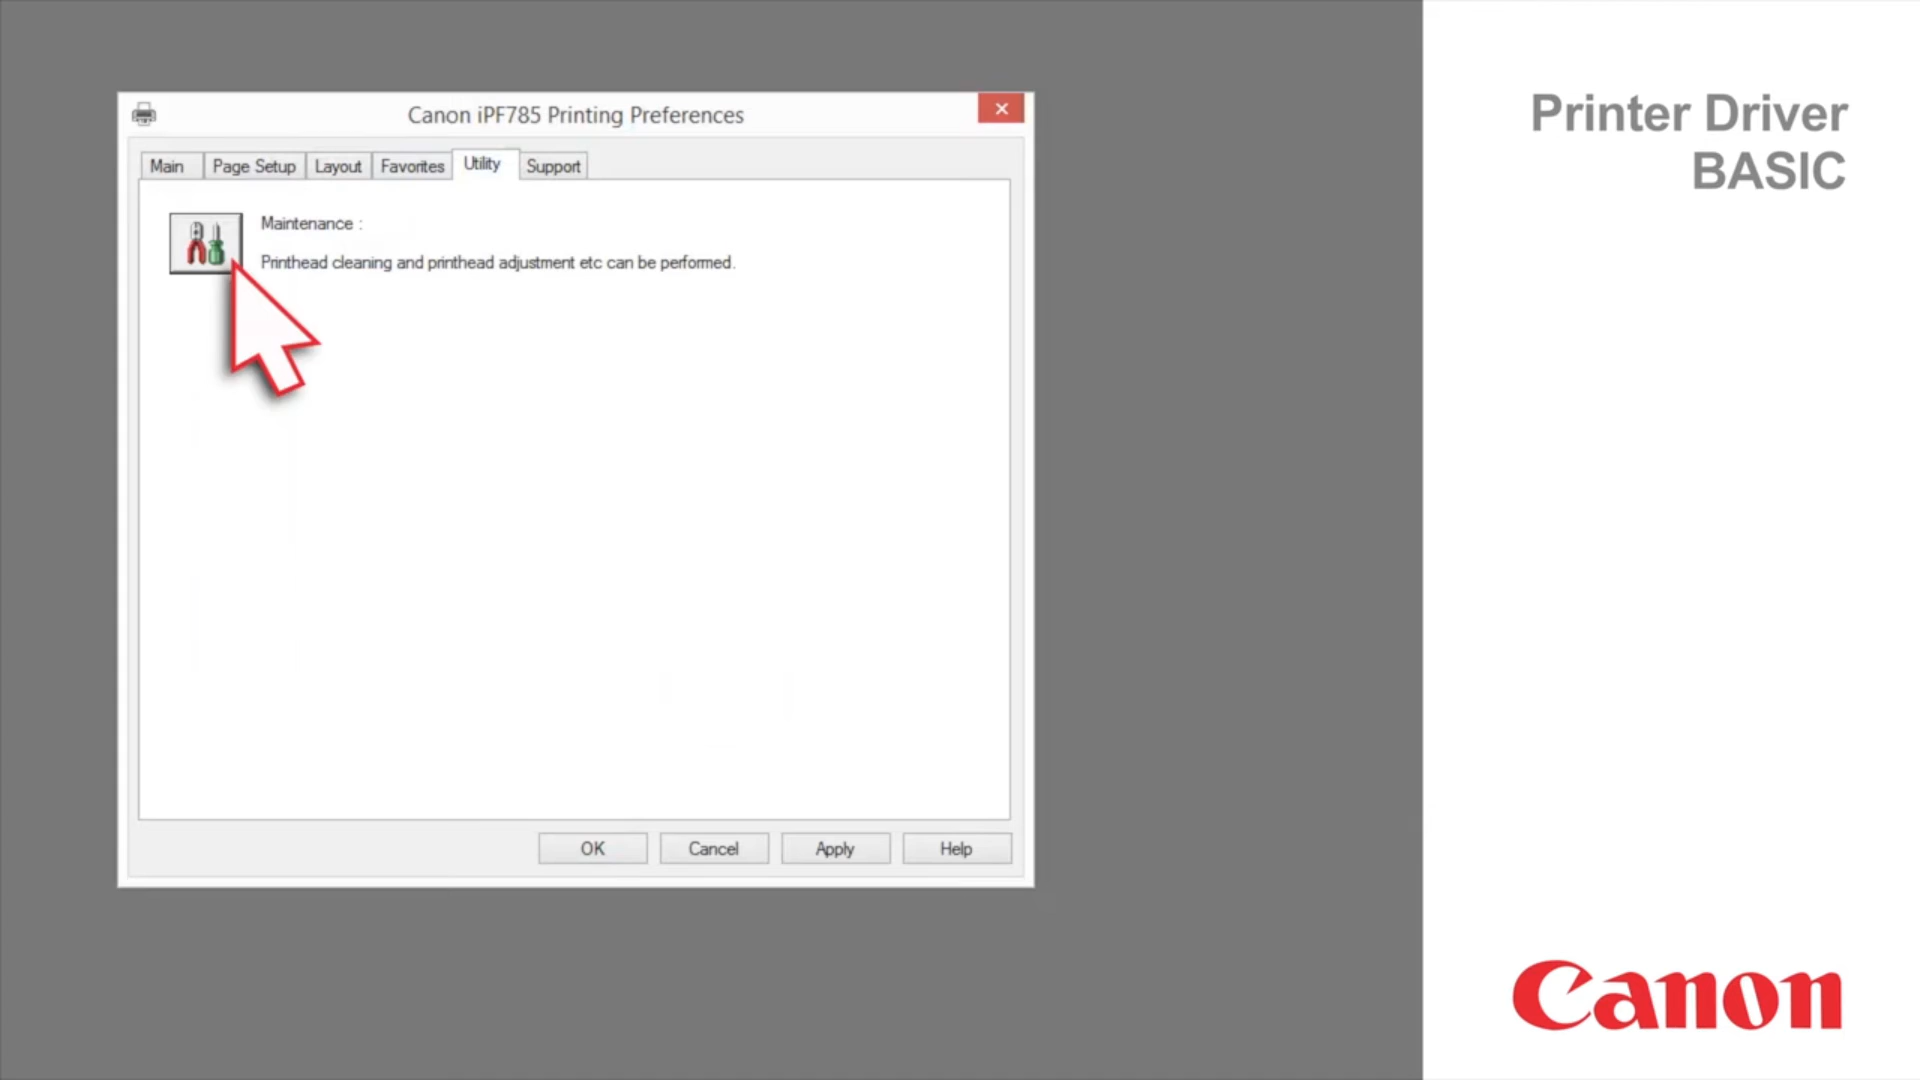 Canon iPF785 Printing Preferences
Main Page Setup Layout Favorites Utility Support
Maintenance :
Printhead cleaning and printhead adjustment etc can be performed.
OK Cancel Apply Help
Printer Driver
BASIC
Canon